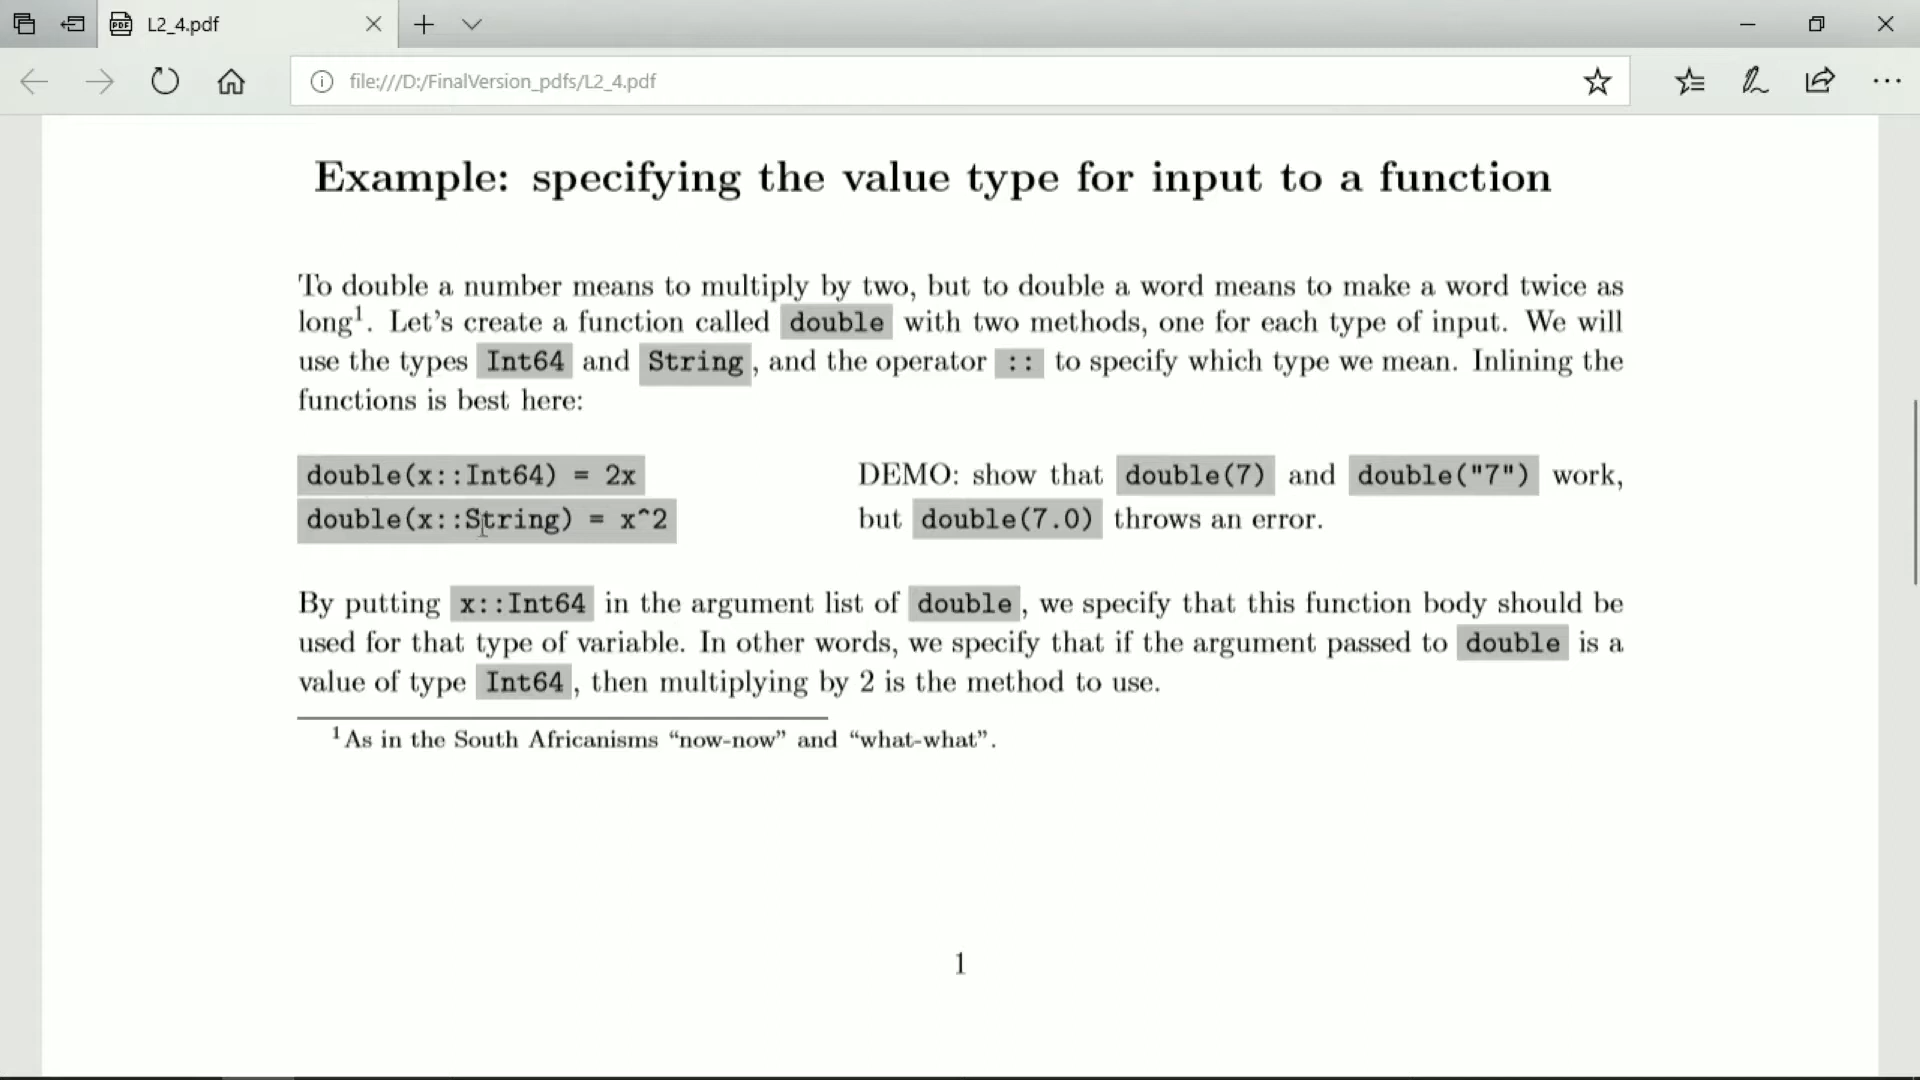 L2_4.pdf
file:///D:/FinalVersion_pdfs/L2_4.pdf
Example: specifying the value type for input to a function
To double a number means to multiply by two, but to double a word means to make a word twice as
long1. Let's create a function called double with two methods, one for each type of input. We will
use the types Int64 and String, and the operator :: to specify which type we mean. Inlining the
functions is best here:
double(x::Int64) = 2x
double(x::String) = x^2
DEMO: show that double(7) and double("7") work,
but double(7.0) throws an error.
By putting x::Int64 in the argument list of double, we specify that this function body should be
used for that type of variable. In other words, we specify that if the argument passed to double is a
value of type Int64, then multiplying by 2 is the method to use.
1As in the South Africanisms “now-now” and “what-what”.
1